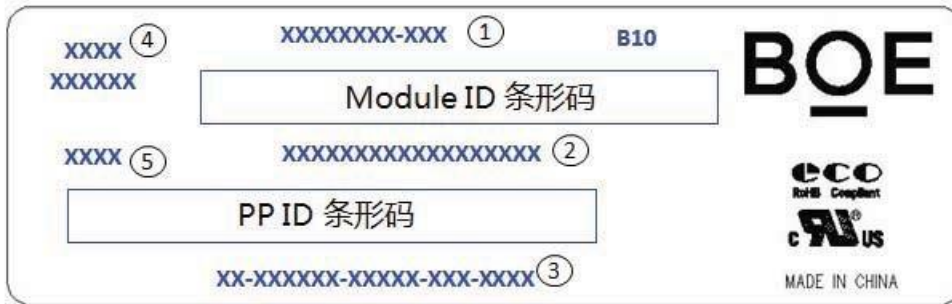 XXXX ④ XXXXXXXX-XXX ① B10
XXXXXX
BOE
Module ID 条形码
XXXX ⑤ XXXXXXXXXXXXXXXXXX ②
eco
RoHS Compliant
PP ID 条形码
c RU ® US
XX-XXXXXX-XXXXX-XXX-XXXX ③
MADE IN CHINA